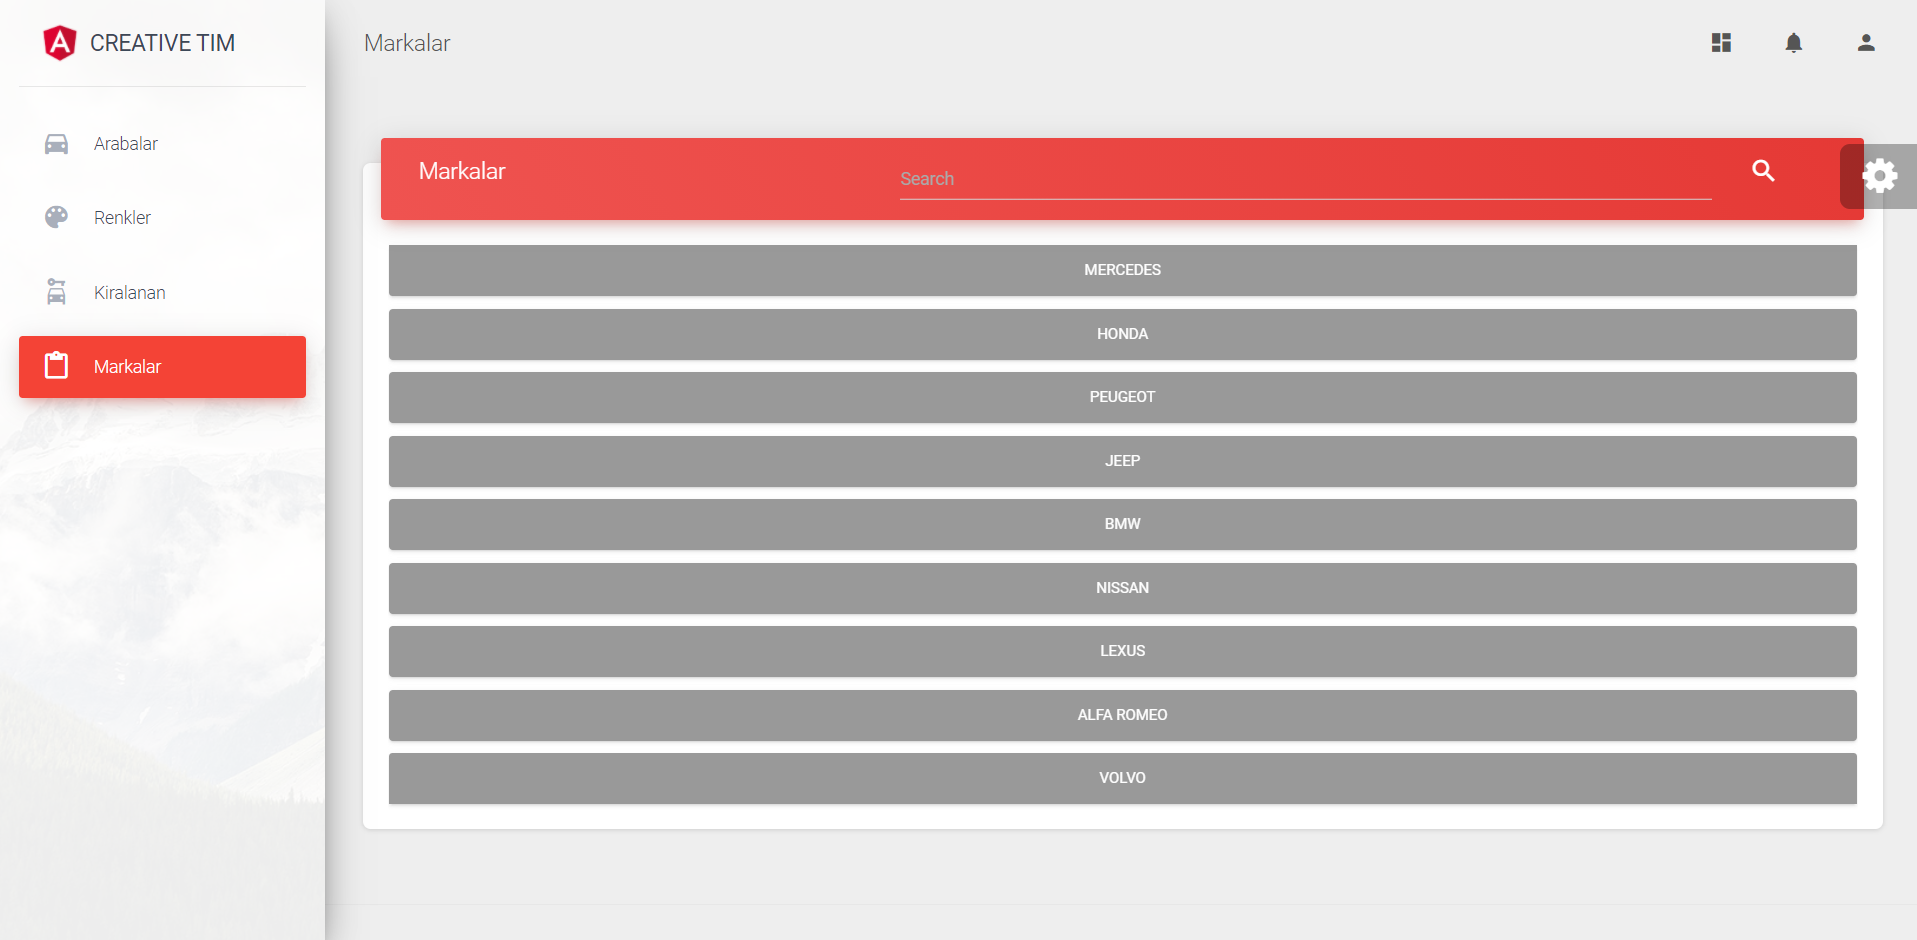 CREATIVE TIM
Arabalar
Renkler
Kiralanan
Markalar
Markalar
Markalar
Search
MERCEDES
HONDA
PEUGEOT
JEEP
BMW
NISSAN
LEXUS
ALFA ROMEO
VOLVO